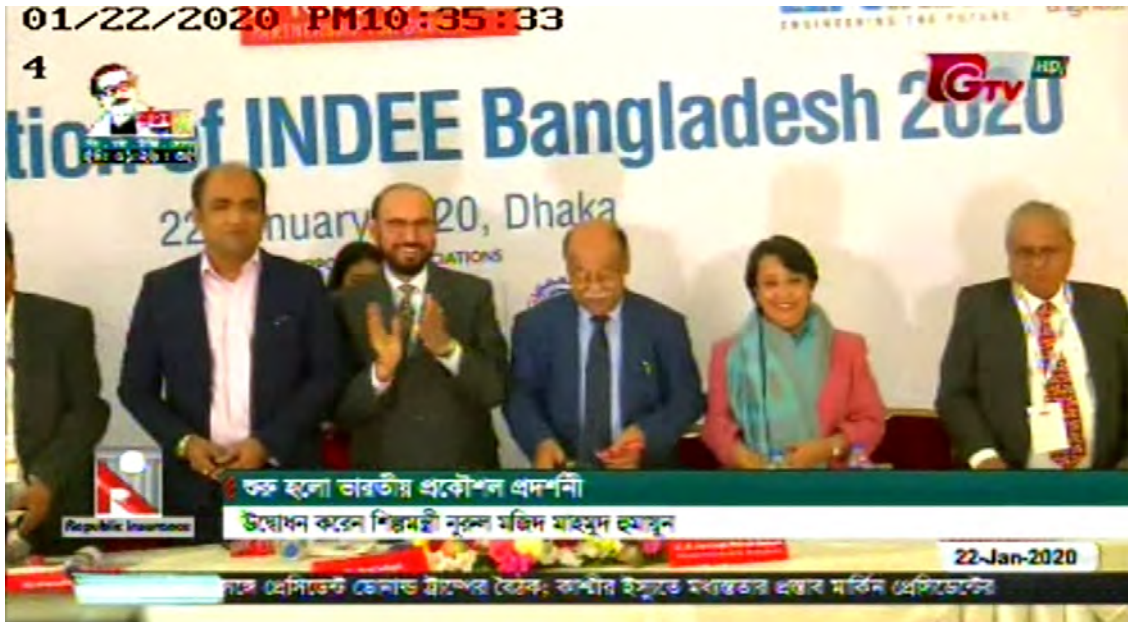 01/22/2020 PM10:35:33
4
ENGINEERING THE FUTURE
GTV HD
tion of INDEE Bangladesh 2020
22 January 2020, Dhaka
শুরু হলো ভারতীয় প্রকৌশল প্রদর্শনী
উদ্বোধন করেন শিল্পমন্ত্রী নূরুল মজিদ মাহমুদ হুমায়ূন
Republic Insurance
22-Jan-2020
সঙ্গে প্রেসিডেন্ট ডোনাল্ড ট্রাম্পের বৈঠক; কাশ্মীর ইস্যুতে মধ্যস্ততার প্রস্তাব মার্কিন প্রেসিডেন্টের